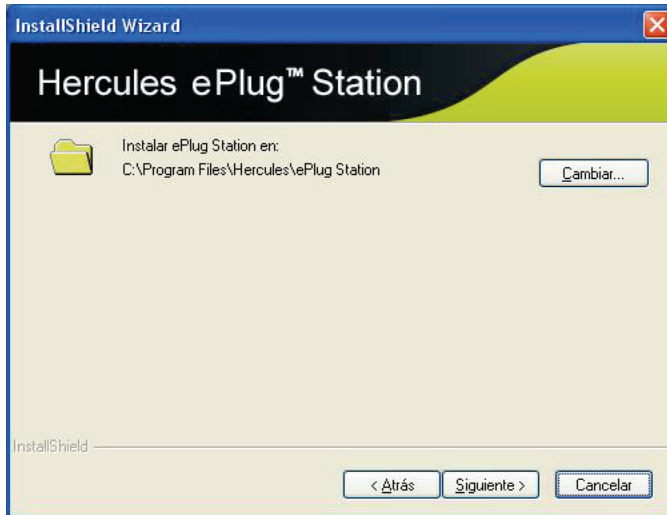 InstallShield Wizard
Hercules ePlug™ Station
Instalar ePlug Station en:
C:\Program Files\Hercules\ePlug Station
Cambiar...
InstallShield
< Atrás
Siguiente >
Cancelar